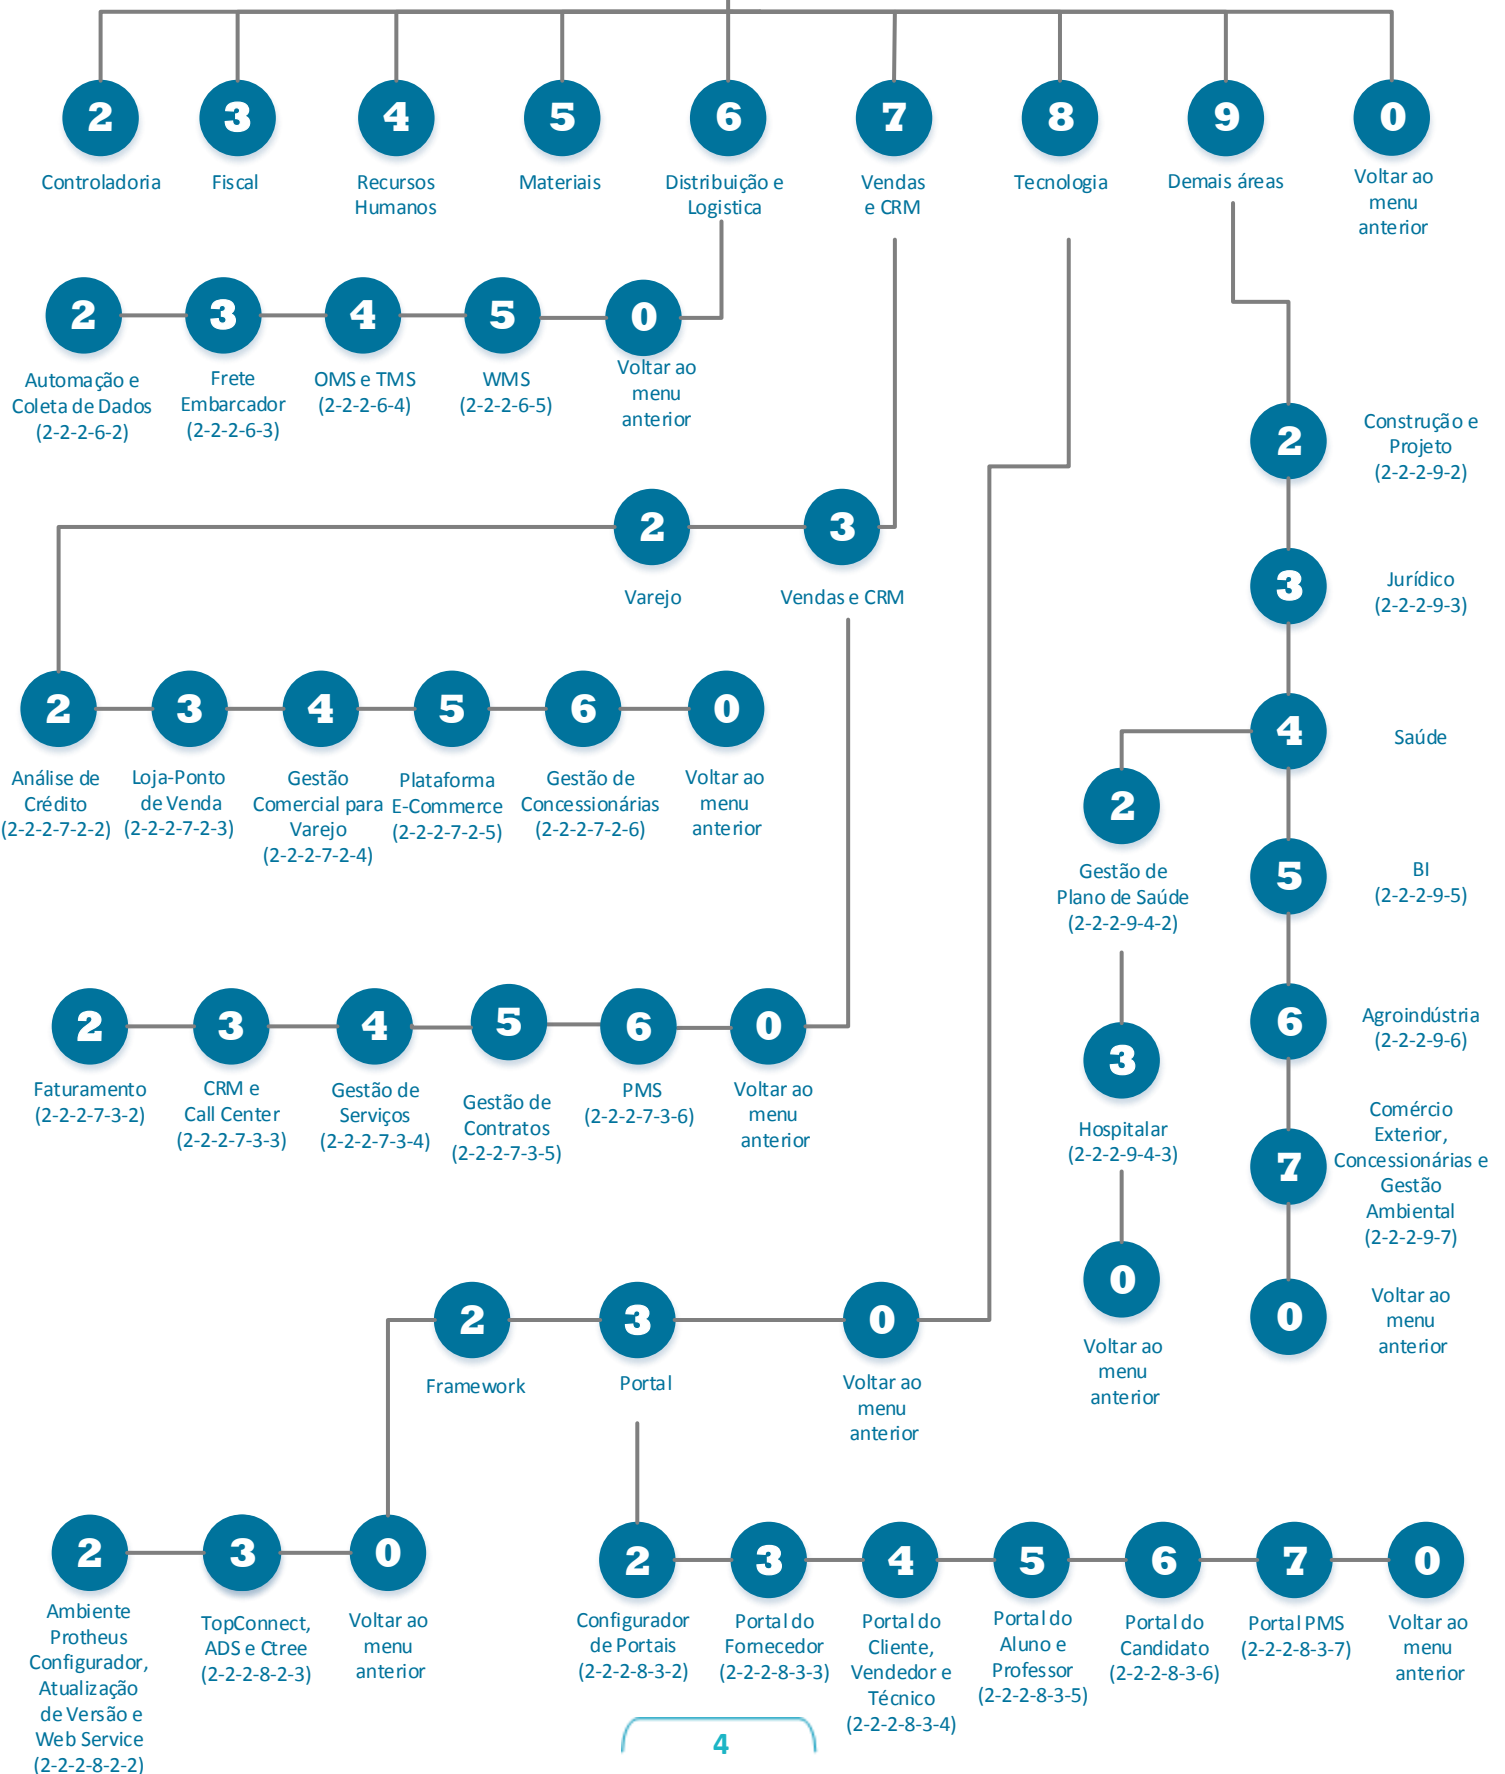 2
3
4
5
6
7
8
9
0
Controladoria
Fiscal
Recursos
Humanos
Materiais
Distribuição e
Logistica
Vendas
e CRM
Tecnologia
Demais áreas
Voltar ao
menu
anterior
2
3
4
5
0
Automação e
Coleta de Dados
(2-2-2-6-2)
Frete
Embarcador
(2-2-2-6-3)
OMS e TMS
(2-2-2-6-4)
WMS
(2-2-2-6-5)
Voltar ao
menu
anterior
2
3
Varejo
Vendas e CRM
2
3
4
5
6
0
Análise de
Crédito
(2-2-2-7-2-2)
Loja-Ponto
de Venda
(2-2-2-7-2-3)
Gestão
Comercial para
Varejo
(2-2-2-7-2-4)
Plataforma
E-Commerce
(2-2-2-7-2-5)
Gestão de
Concessionárias
(2-2-2-7-2-6)
Voltar ao
menu
anterior
2
3
4
5
6
0
Faturamento
(2-2-2-7-3-2)
CRM e
Call Center
(2-2-2-7-3-3)
Gestão de
Serviços
(2-2-2-7-3-4)
Gestão de
Contratos
(2-2-2-7-3-5)
PMS
(2-2-2-7-3-6)
Voltar ao
menu
anterior
2
Construção e
Projeto
(2-2-2-9-2)
3
Jurídico
(2-2-2-9-3)
4
Saúde
2
Gestão de
Plano de Saúde
(2-2-2-9-4-2)
3
Hospitalar
(2-2-2-9-4-3)
0
Voltar ao
menu
anterior
5
BI
(2-2-2-9-5)
6
Agroindústria
(2-2-2-9-6)
7
Comércio
Exterior,
Concessionárias e
Gestão
Ambiental
(2-2-2-9-7)
0
Voltar ao
menu
anterior
2
3
0
Framework
Portal
Voltar ao
menu
anterior
2
3
0
Ambiente
Protheus
Configurador,
Atualização
de Versão e
Web Service
(2-2-2-8-2-2)
TopConnect,
ADS e Ctree
(2-2-2-8-2-3)
Voltar ao
menu
anterior
2
3
4
5
6
7
0
Configurador
de Portais
(2-2-2-8-3-2)
Portal do
Fornecedor
(2-2-2-8-3-3)
Portal do
Cliente,
Vendedor e
Técnico
(2-2-2-8-3-4)
Portal do
Aluno e
Professor
(2-2-2-8-3-5)
Portal do
Candidato
(2-2-2-8-3-6)
Portal PMS
(2-2-2-8-3-7)
Voltar ao
menu
anterior
4